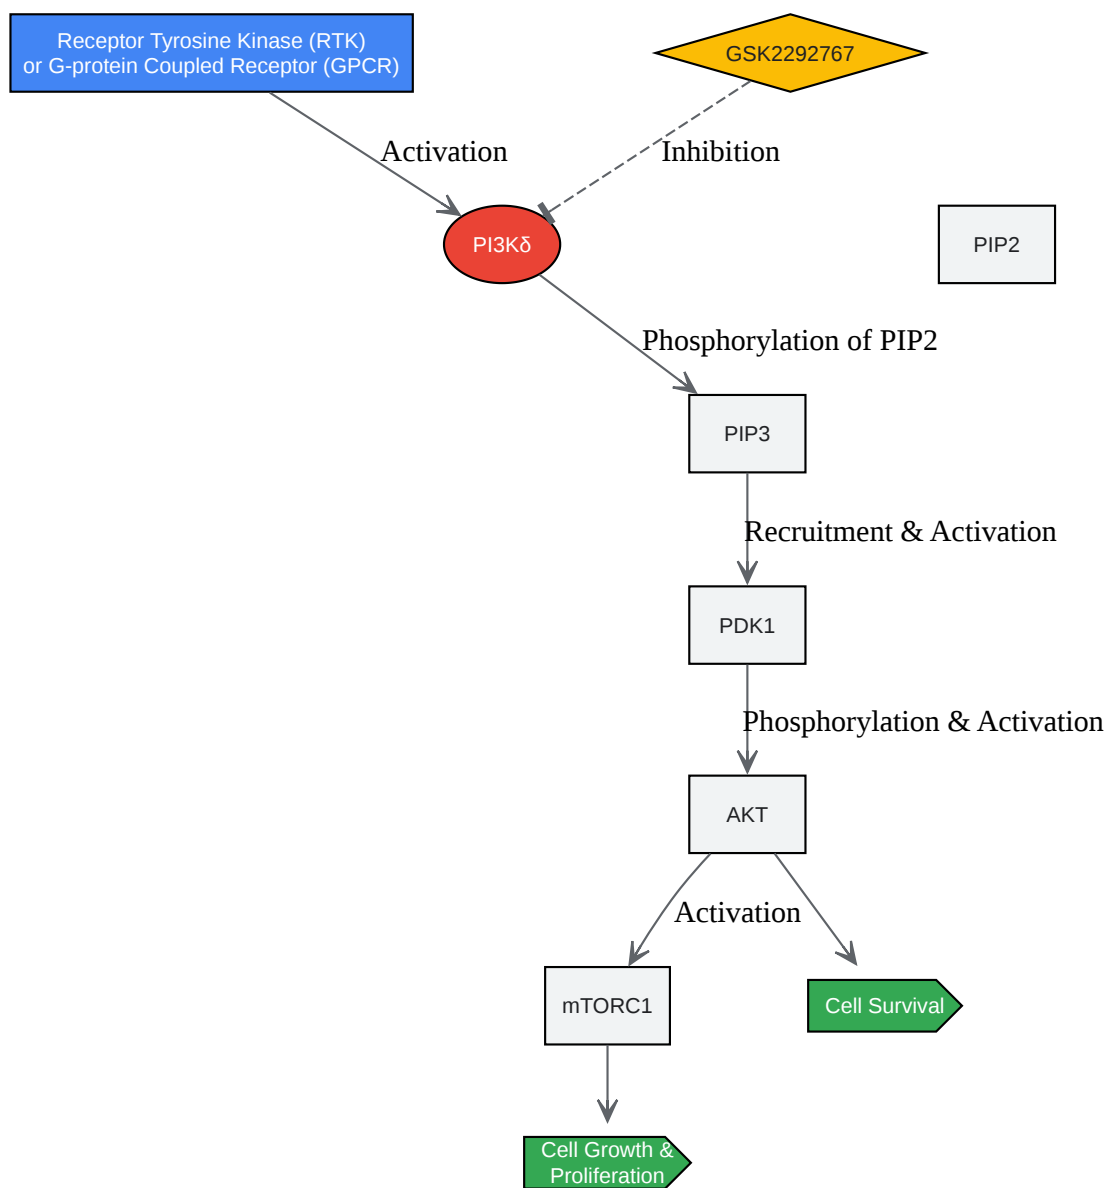 Receptor Tyrosine Kinase (RTK)
or G-protein Coupled Receptor (GPCR)
GSK2292767
Activation
Inhibition
PI3Kδ
PIP2
Phosphorylation of PIP2
PIP3
Recruitment & Activation
PDK1
Phosphorylation & Activation
AKT
Activation
mTORC1
Cell Survival
Cell Growth &
Proliferation